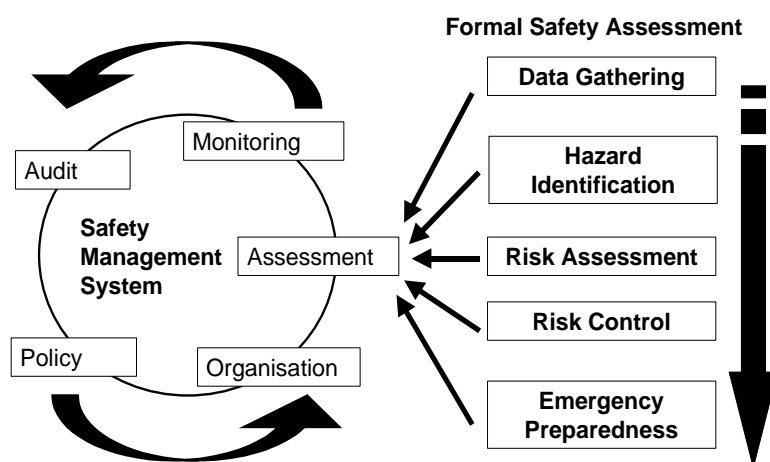 Formal Safety Assessment
Data Gathering
Monitoring
Audit
Hazard
Identification
Safety
Management
System
Assessment
Risk Assessment
Risk Control
Policy
Organisation
Emergency
Preparedness